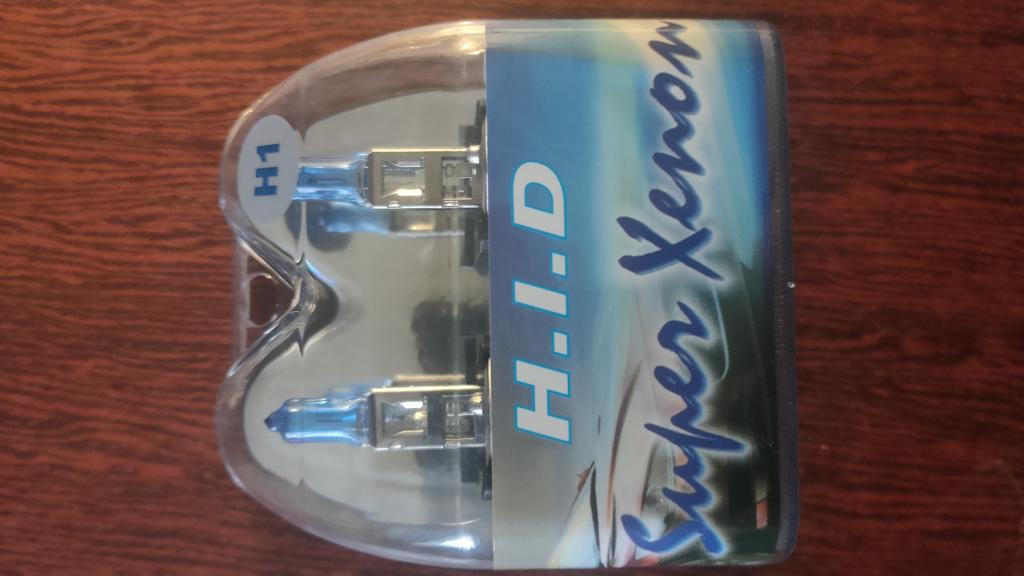 H1
H.I.D
Super Xenon